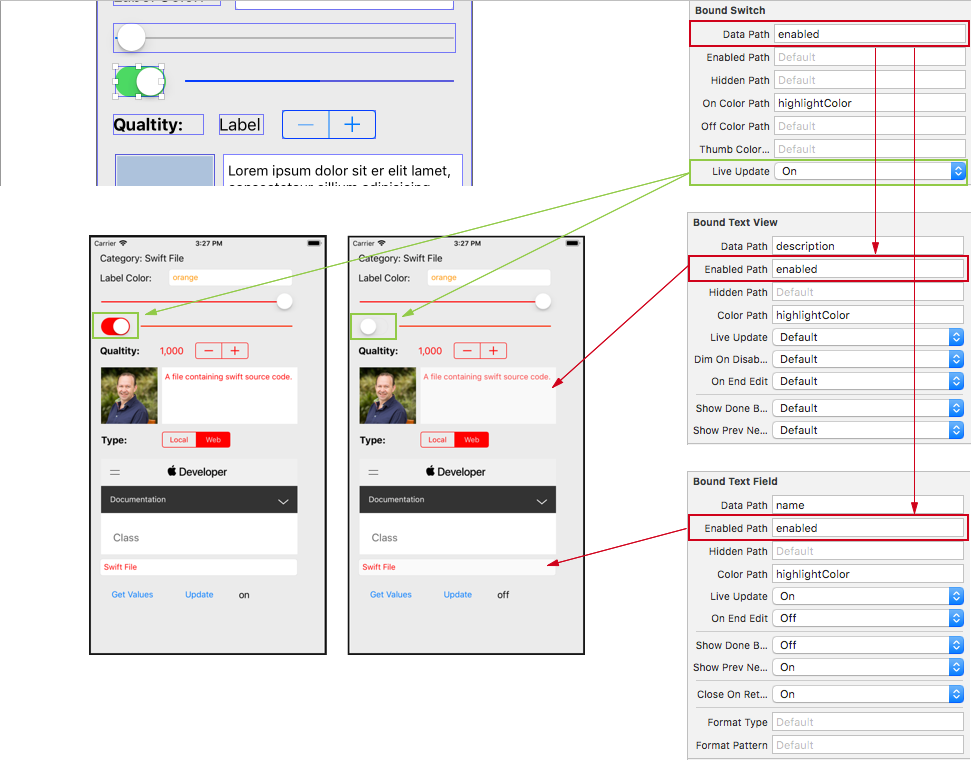 Label Color:
Qualtity:
Label
Lorem ipsum dolor sit er elit lamet,
consectetaur cillium adipisicing
Bound Switch
Data Path enabled
Enabled Path Default
Hidden Path Default
On Color Path highlightColor
Off Color Path Default
Thumb Color... Default
Live Update On
Bound Text View
Data Path description
Enabled Path enabled
Hidden Path Default
Color Path highlightColor
Live Update Default
Dim On Disab... Default
On End Edit Default
Show Done B... Default
Show Prev Ne... Default
Bound Text Field
Data Path name
Enabled Path enabled
Hidden Path Default
Color Path highlightColor
Live Update On
On End Edit Off
Show Done B... Off
Show Prev Ne... On
Close On Ret... On
Format Type Default
Format Pattern Default
Carrier 3:27 PM
Category: Swift File
Label Color: orange
Qualtity: 1,000
A file containing swift source code.
Type: Local Web
Developer
Documentation
Class
Swift File
Get Values Update on
Carrier 3:27 PM
Category: Swift File
Label Color: orange
Qualtity: 1,000
A file containing swift source code.
Type: Local Web
Developer
Documentation
Class
Swift File
Get Values Update off